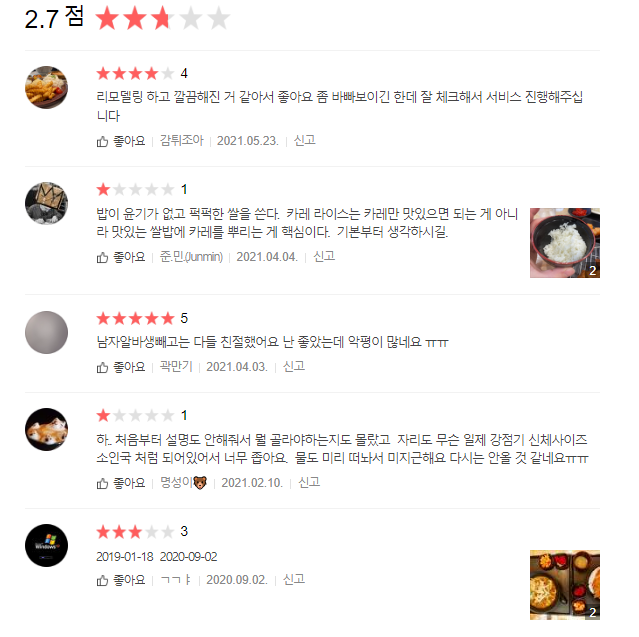 2.7 점
4
리모델링 하고 깔끔해진 거 같아서 좋아요 좀 바빠보이긴 한데 잘 체크해서 서비스 진행해주십
니다
좋아요 감튀조아 2021.05.23. 신고
1
밥이 윤기가 없고 퍽퍽한 쌀을 쓴다. 카레 라이스는 카레만 맛있으면 되는 게 아니
라 맛있는 쌀밥에 카레를 뿌리는 게 핵심이다. 기본부터 생각하시길.
2
좋아요 준.민.(Junmin) 2021.04.04. 신고
5
남자알바생빼고는 다들 친절했어요 난 좋았는데 악평이 많네요 ㅠㅠ
좋아요 곽만기 2021.04.03. 신고
1
하.. 처음부터 설명도 안해줘서 뭘 골라야하는지도 몰랐고 자리도 무슨 일제 강점기 신체사이즈
소인국 처럼 되어있어서 너무 좁아요. 물도 미리 떠놔서 미지근해요 다시는 안올 것 같네요ㅠㅠ
좋아요 명성이🐻 2021.02.10. 신고
3
2019-01-18 2020-09-02
좋아요 ㄱㄱㅑ 2020.09.02. 신고
2